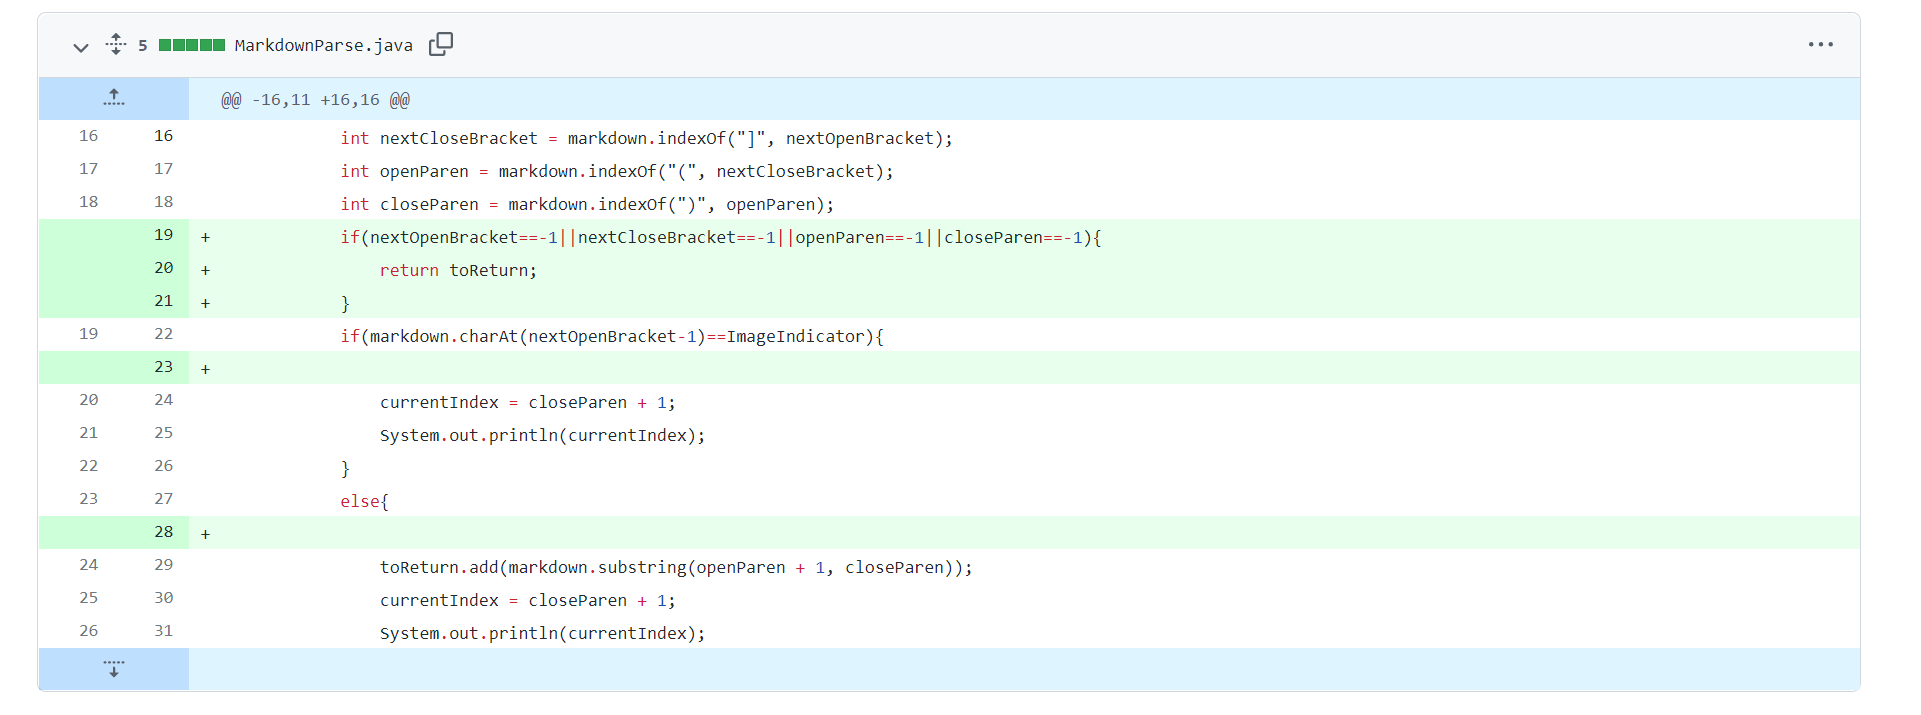 5 MarkdownParse.java
@@ -16,11 +16,16 @@
16 16 int nextCloseBracket = markdown.indexOf("]", nextOpenBracket);
17 17 int openParen = markdown.indexOf("(", nextCloseBracket);
18 18 int closeParen = markdown.indexOf(")", openParen);
19 + if(nextOpenBracket==-1||nextCloseBracket==-1||openParen==-1||closeParen==-1){
20 + return toReturn;
21 + }
19 22 if(markdown.charAt(nextOpenBracket-1)==ImageIndicator){
23 +
20 24 currentIndex = closeParen + 1;
21 25 System.out.println(currentIndex);
22 26 }
23 27 else{
28 +
24 29 toReturn.add(markdown.substring(openParen + 1, closeParen));
25 30 currentIndex = closeParen + 1;
26 31 System.out.println(currentIndex);